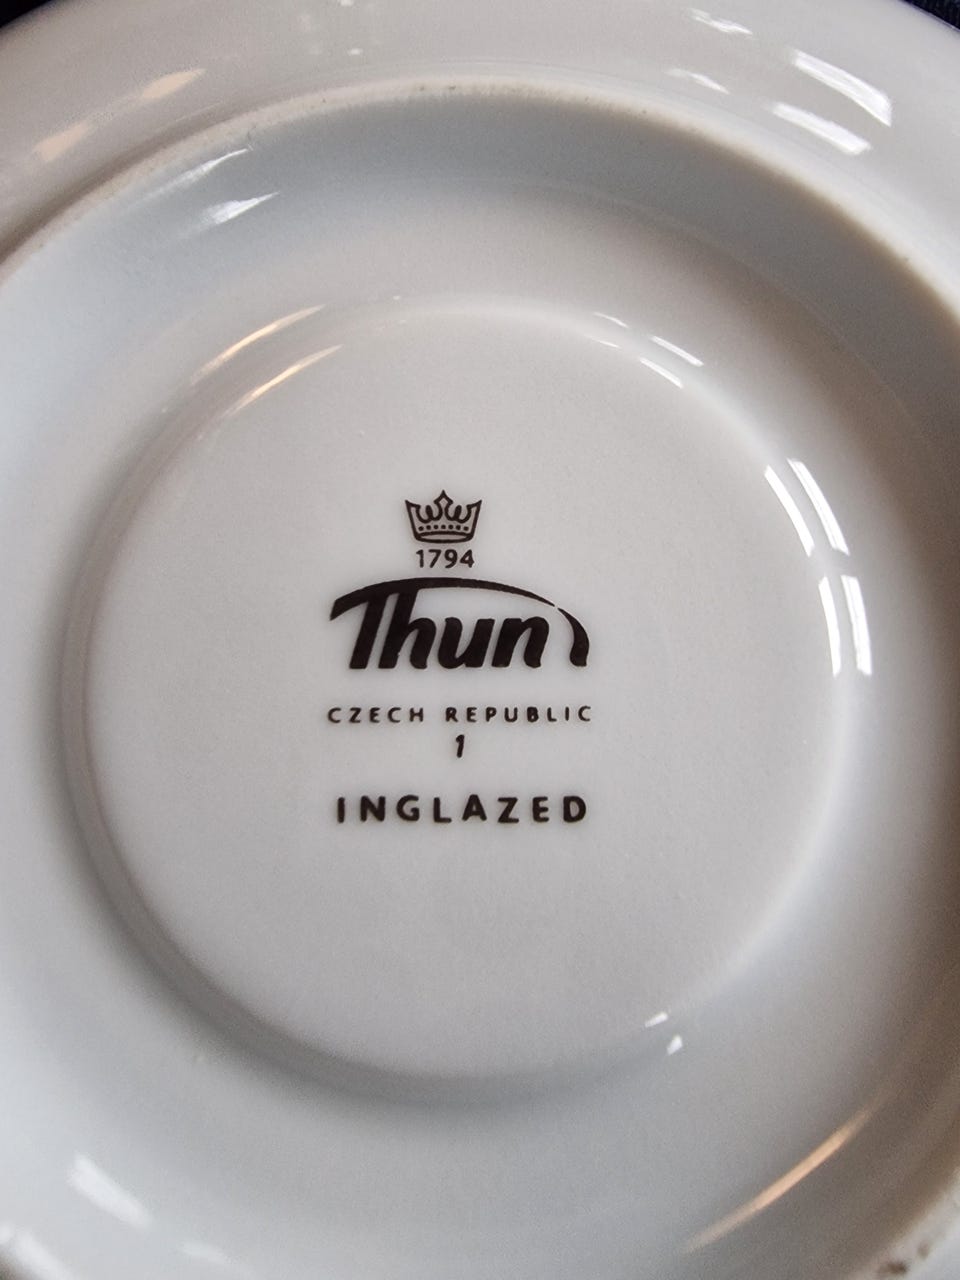 1794
Thun
CZECH REPUBLIC
1
INGLAZED